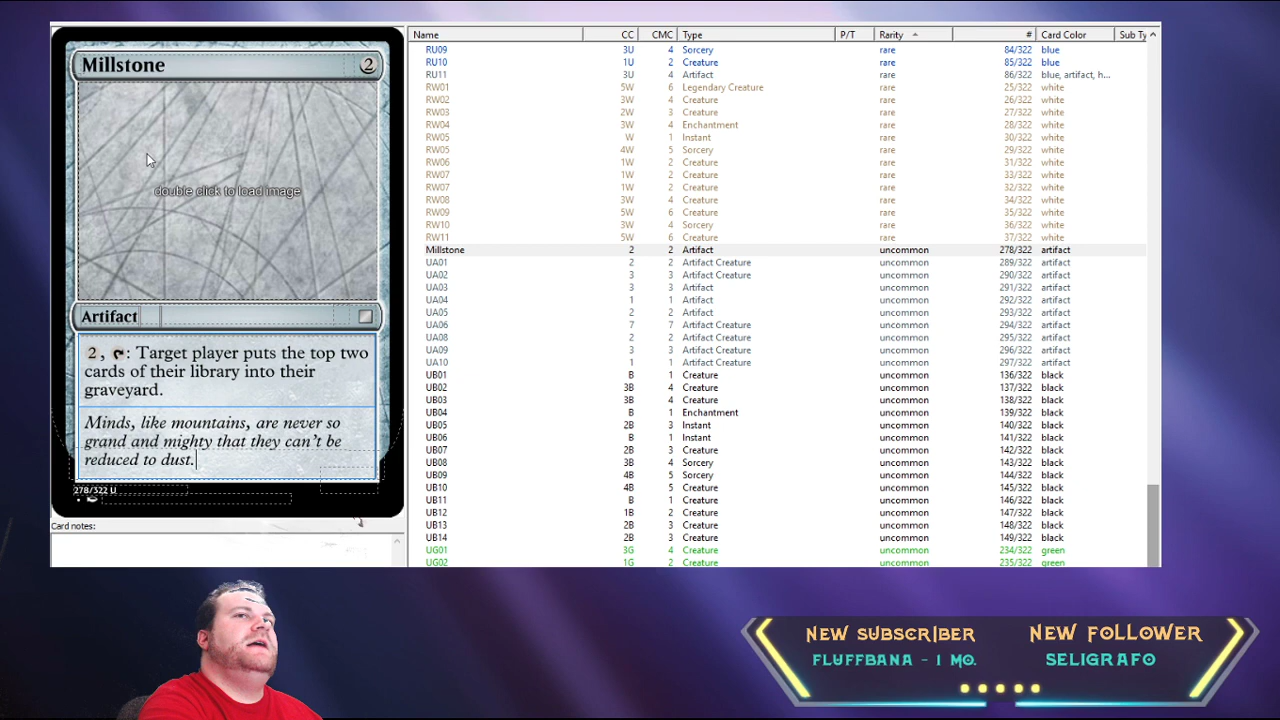 Millstone 2
double click to load image
Artifact
2, : Target player puts the top two
cards of their library into their
graveyard.
Minds, like mountains, are never so
grand and mighty that they can't be
reduced to dust.
278/322 U
Card notes:
Name CC CMC Type P/T Rarity # Card Color Sub Ty
RU09 3U 4 Sorcery rare 84/322 blue
RU10 1U 2 Creature rare 85/322 blue
RU11 3U 4 Artifact rare 86/322 blue, artifact, h...
RW01 5W 6 Legendary Creature rare 25/322 white
RW02 3W 4 Creature rare 26/322 white
RW03 2W 3 Creature rare 27/322 white
RW04 3W 4 Enchantment rare 28/322 white
RW05 W 1 Instant rare 30/322 white
RW05 4W 5 Sorcery rare 29/322 white
RW06 1W 2 Creature rare 31/322 white
RW07 1W 2 Creature rare 33/322 white
RW07 1W 2 Creature rare 32/322 white
RW08 3W 4 Creature rare 34/322 white
RW09 5W 6 Creature rare 35/322 white
RW10 3W 4 Sorcery rare 36/322 white
RW11 5W 6 Creature rare 37/322 white
Millstone 2 2 Artifact uncommon 278/322 artifact
UA01 2 2 Artifact Creature uncommon 289/322 artifact
UA02 3 3 Artifact Creature uncommon 290/322 artifact
UA03 3 3 Artifact uncommon 291/322 artifact
UA04 1 1 Artifact uncommon 292/322 artifact
UA05 2 2 Artifact uncommon 293/322 artifact
UA06 7 7 Artifact Creature uncommon 294/322 artifact
UA08 2 2 Artifact Creature uncommon 295/322 artifact
UA09 3 3 Artifact Creature uncommon 296/322 artifact
UA10 1 1 Artifact Creature uncommon 297/322 artifact
UB01 B 1 Creature uncommon 136/322 black
UB02 3B 4 Creature uncommon 137/322 black
UB03 3B 4 Creature uncommon 138/322 black
UB04 B 1 Enchantment uncommon 139/322 black
UB05 2B 3 Instant uncommon 140/322 black
UB06 B 1 Instant uncommon 141/322 black
UB07 2B 3 Creature uncommon 142/322 black
UB08 3B 4 Sorcery uncommon 143/322 black
UB09 4B 5 Sorcery uncommon 144/322 black
UB10 4B 5 Creature uncommon 145/322 black
UB11 B 1 Creature uncommon 146/322 black
UB12 1B 2 Creature uncommon 147/322 black
UB13 2B 3 Creature uncommon 148/322 black
UB14 2B 3 Creature uncommon 149/322 black
UG01 3G 4 Creature uncommon 234/322 green
UG02 1G 2 Creature uncommon 235/322 green
NEW SUBSCRIBER
FLUFFBANA - 1 MO.
NEW FOLLOWER
SELIGRAFO